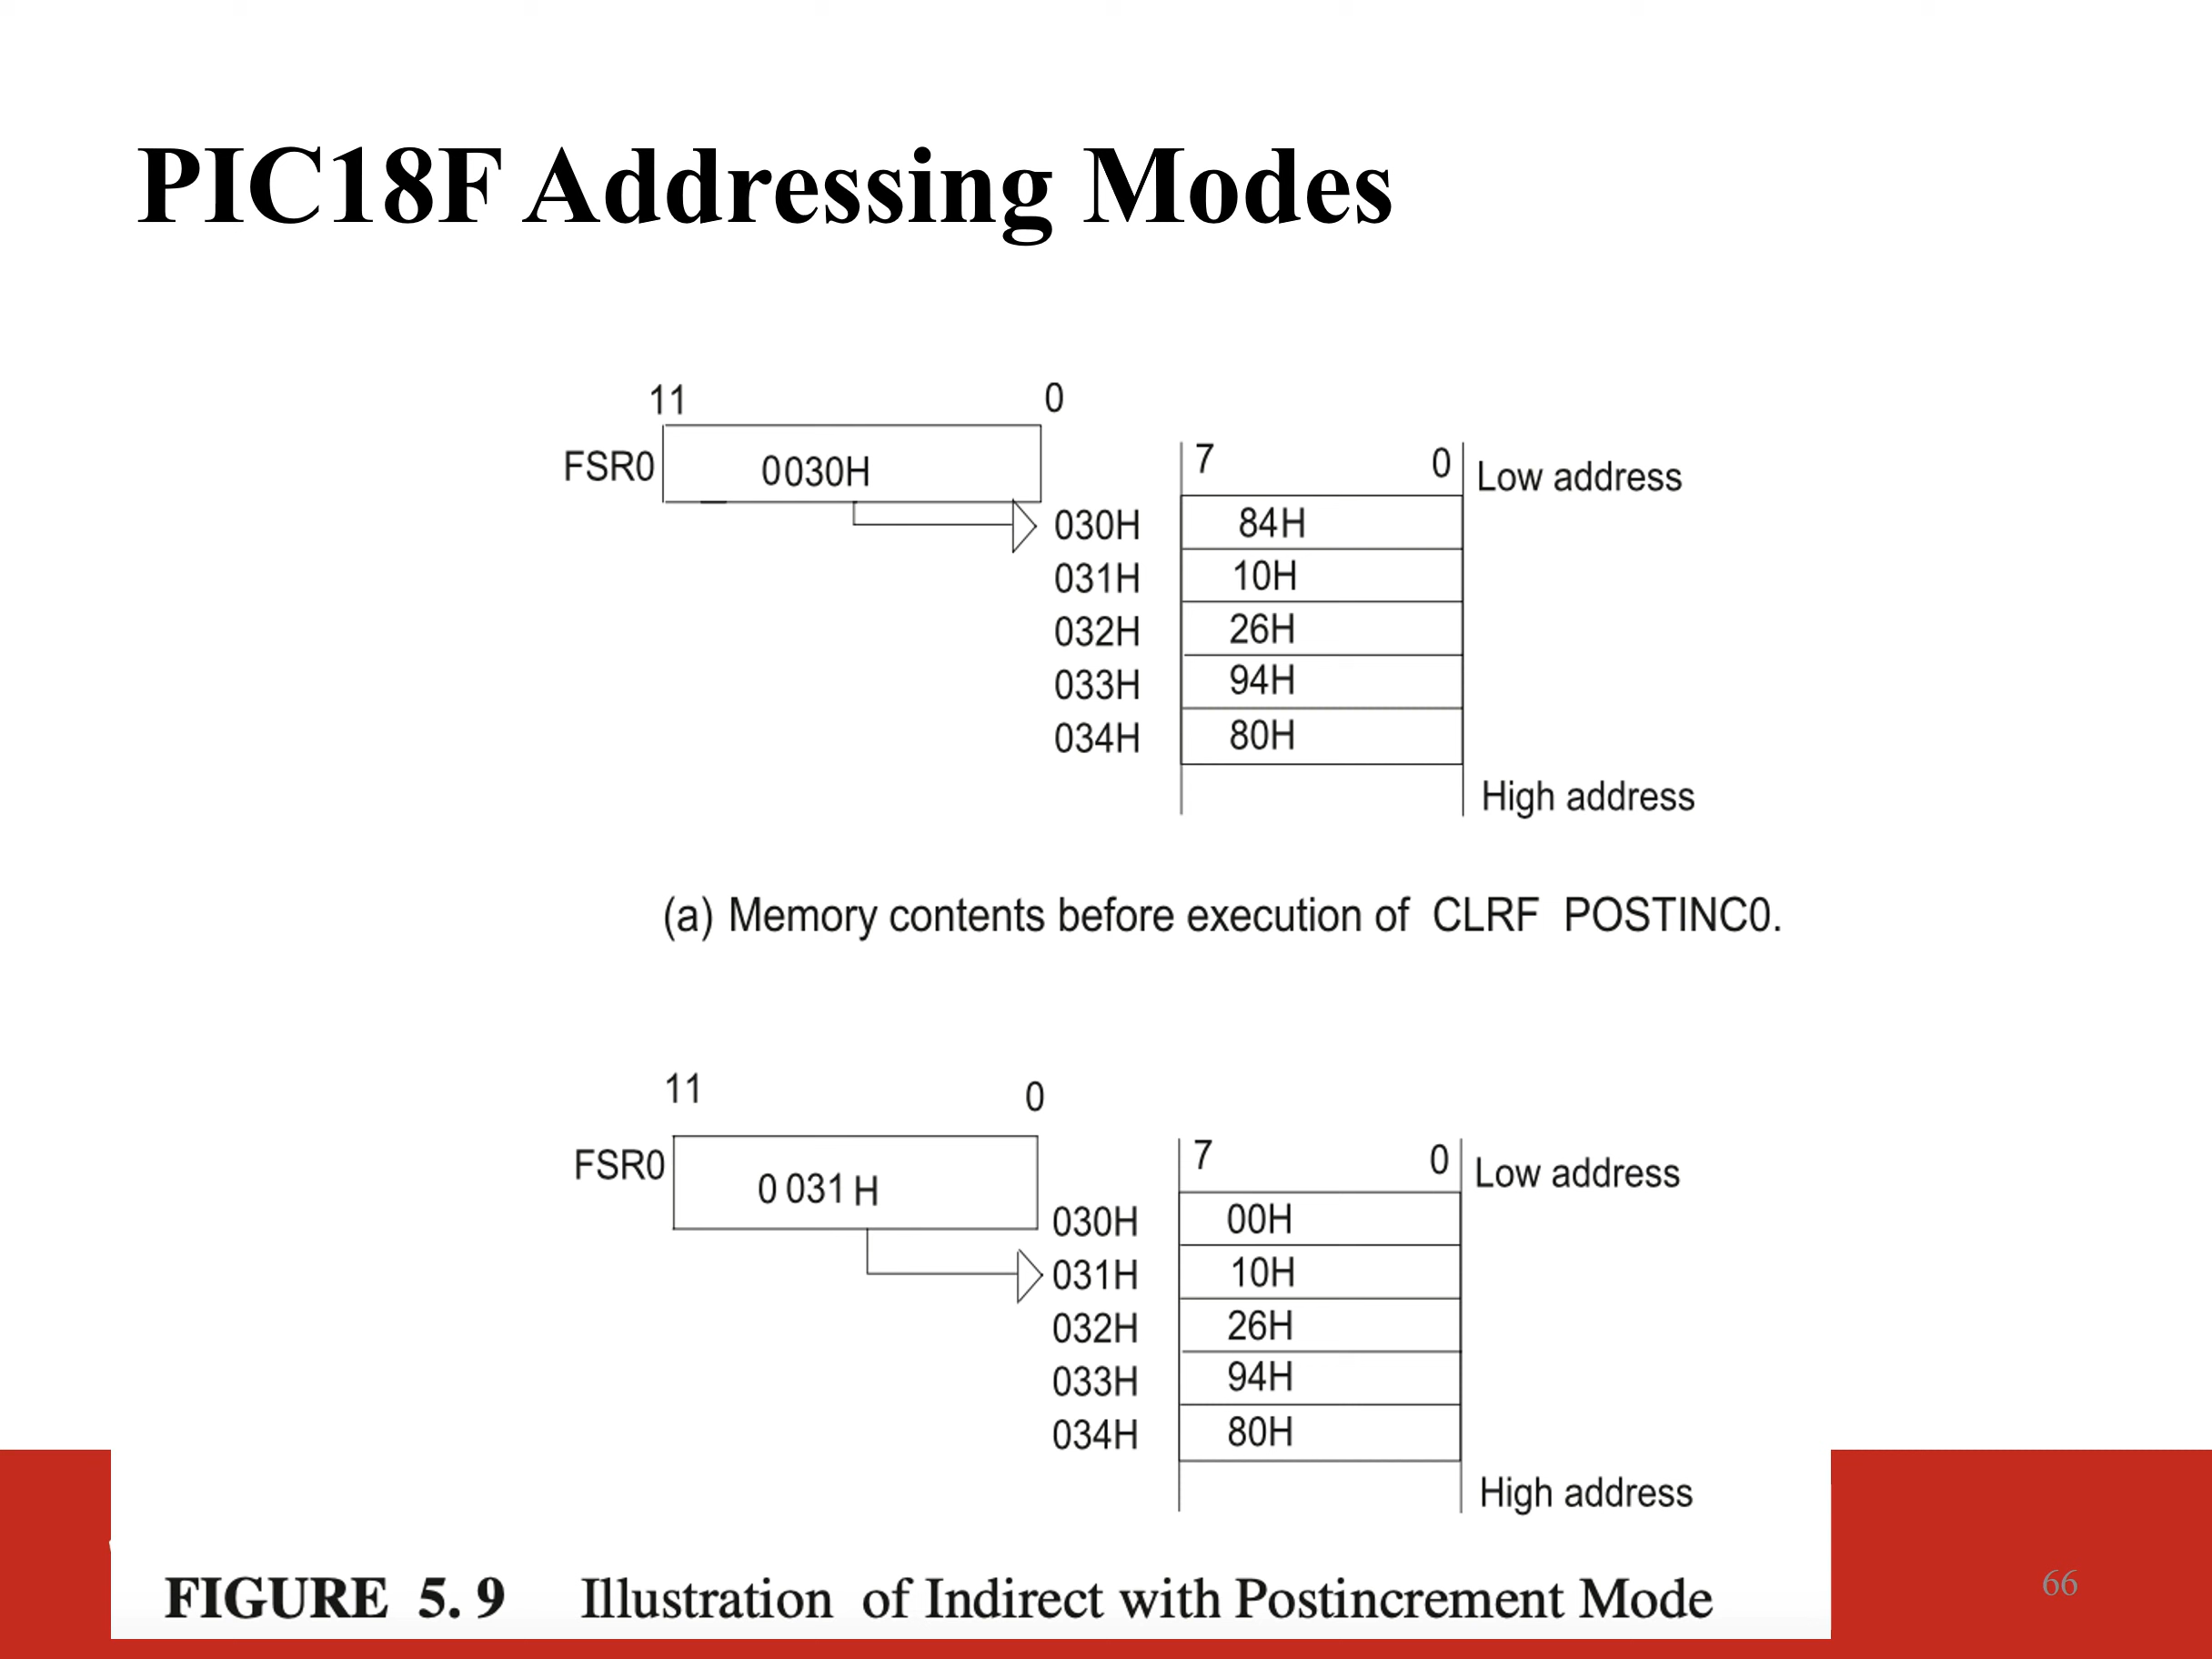 PIC18F Addressing Modes
11 0
FSR0 0030H
7 0 Low address
030H 84H
031H 10H
032H 26H
033H 94H
034H 80H
High address
(a) Memory contents before execution of CLRF POSTINC0.
11 0
FSR0 0 031 H
7 0 Low address
030H 00H
031H 10H
032H 26H
033H 94H
034H 80H
High address
FIGURE 5. 9 Illustration of Indirect with Postincrement Mode
66